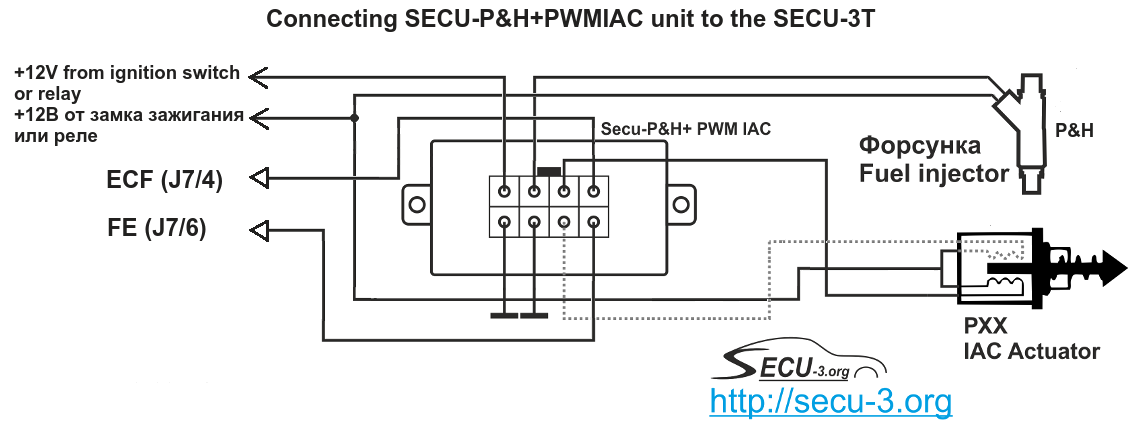 Connecting SECU-P&H+PWMIAC unit to the SECU-3T
+12V from ignition switch
or relay
+12В от замка зажигания
или реле
Secu-P&H+ PWM IAC
P&H
Форсунка
Fuel injector
ECF (J7/4)
FE (J7/6)
РХХ
IAC Actuator
SECU-3.org
http://secu-3.org